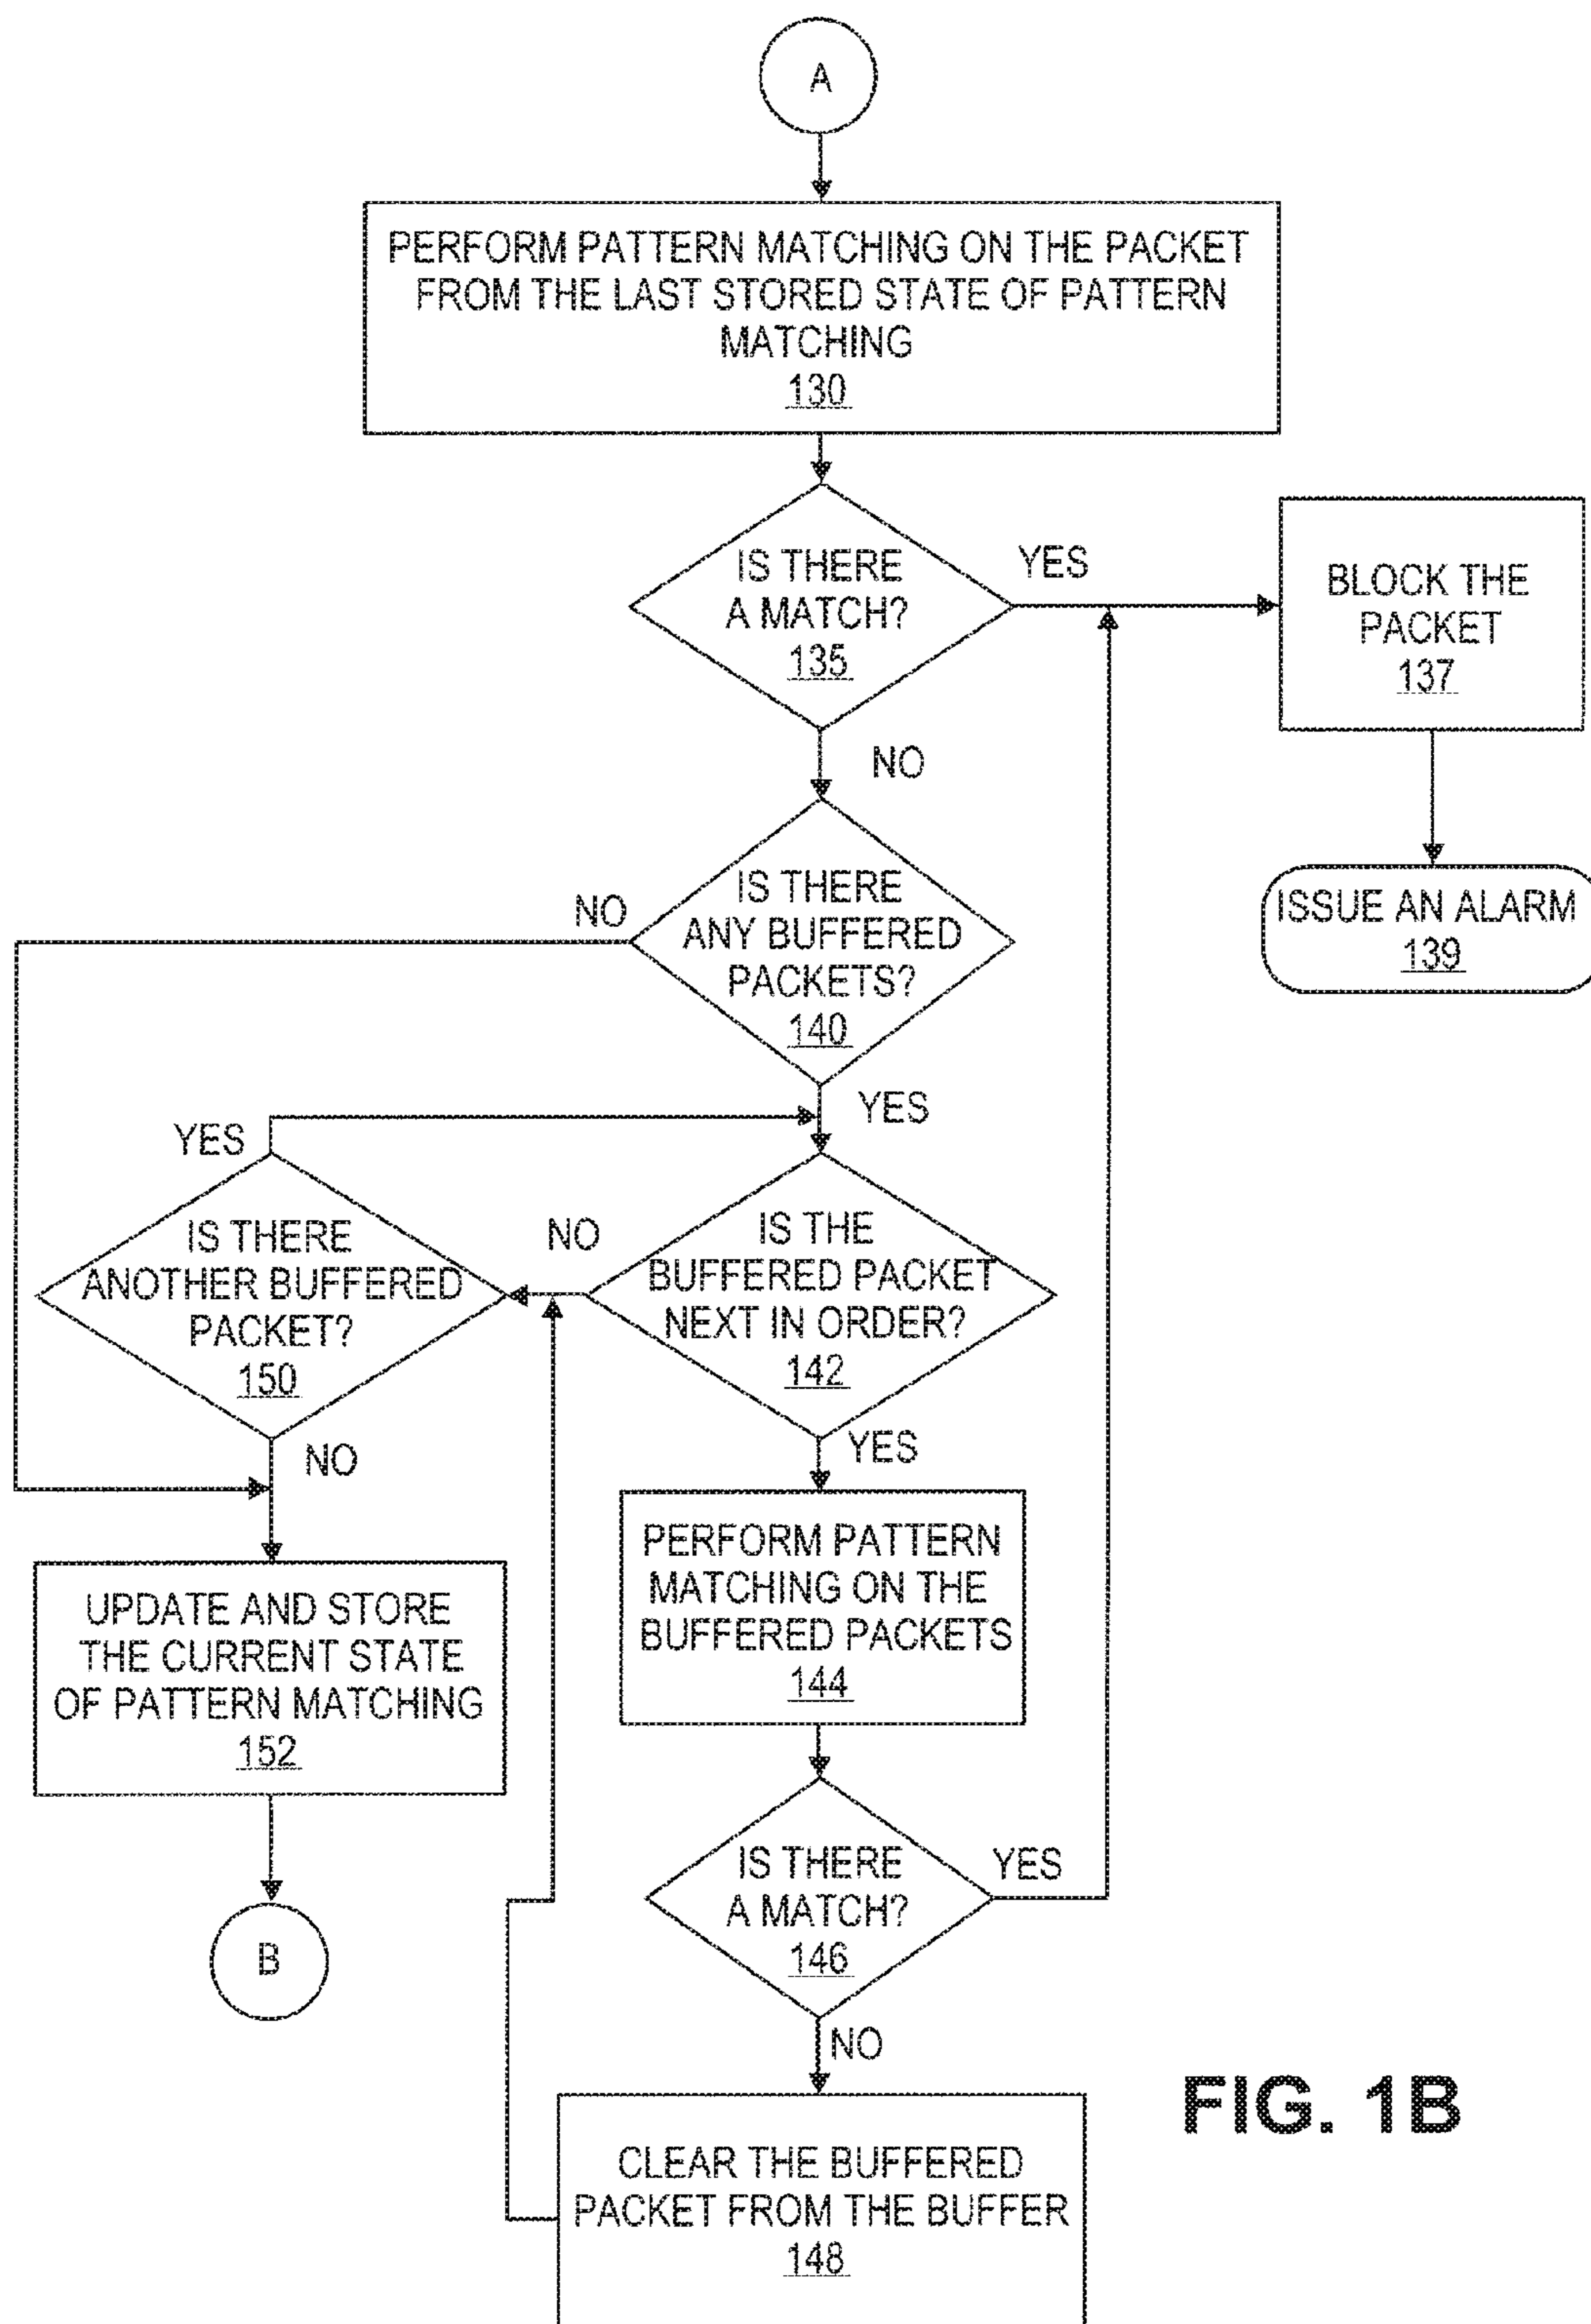 A
PERFORM PATTERN MATCHING ON THE PACKET
FROM THE LAST STORED STATE OF PATTERN
MATCHING
130
IS THERE
A MATCH?
135
YES
BLOCK THE
PACKET
137
NO
ISSUE AN ALARM
139
IS THERE
ANY BUFFERED
PACKETS?
140
NO
YES
YES
IS THERE
ANOTHER BUFFERED
PACKET?
150
NO
IS THE
BUFFERED PACKET
NEXT IN ORDER?
142
NO
YES
UPDATE AND STORE
THE CURRENT STATE
OF PATTERN MATCHING
152
PERFORM PATTERN
MATCHING ON THE
BUFFERED PACKETS
144
B
IS THERE
A MATCH?
146
YES
NO
CLEAR THE BUFFERED
PACKET FROM THE BUFFER
148
FIG. 1B